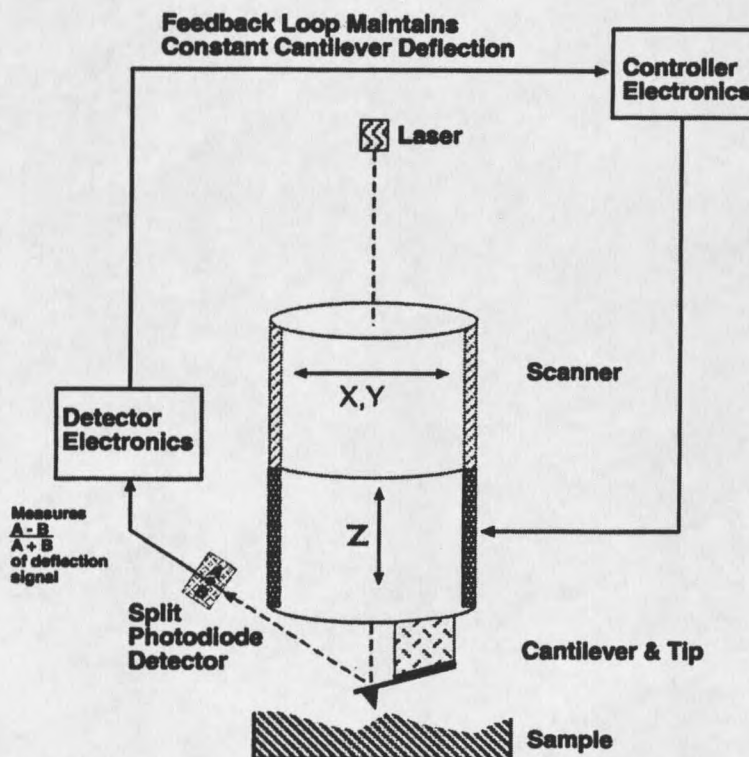 Feedback Loop Maintains
Constant Cantilever Deflection
Controller
Electronics
Laser
X,Y
Scanner
Detector
Electronics
Z
Measures
A - B
A + B
of deflection
signal
Split
Photodiode
Detector
Cantilever & Tip
Sample